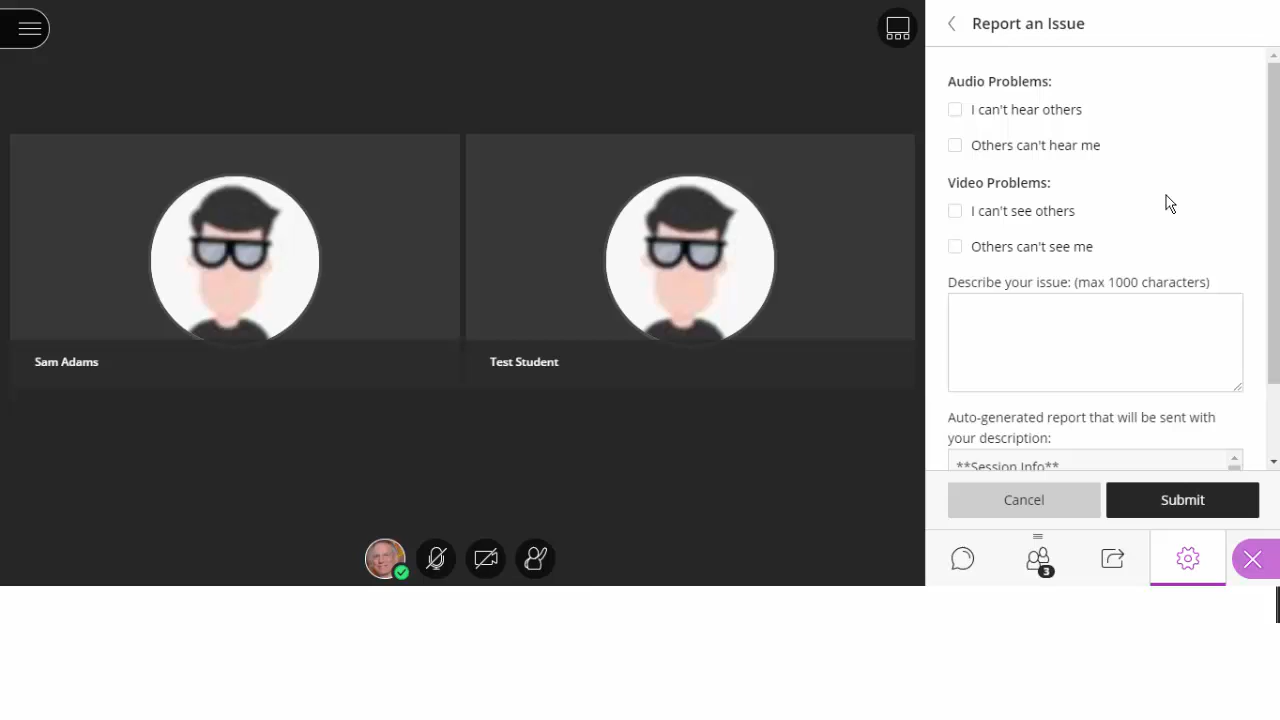 Report an Issue
Audio Problems:
I can't hear others
Others can't hear me
Video Problems:
I can't see others
Others can't see me
Describe your issue: (max 1000 characters)
Auto-generated report that will be sent with
your description:
**Session Info**
Cancel
Submit
Sam Adams
Test Student
3